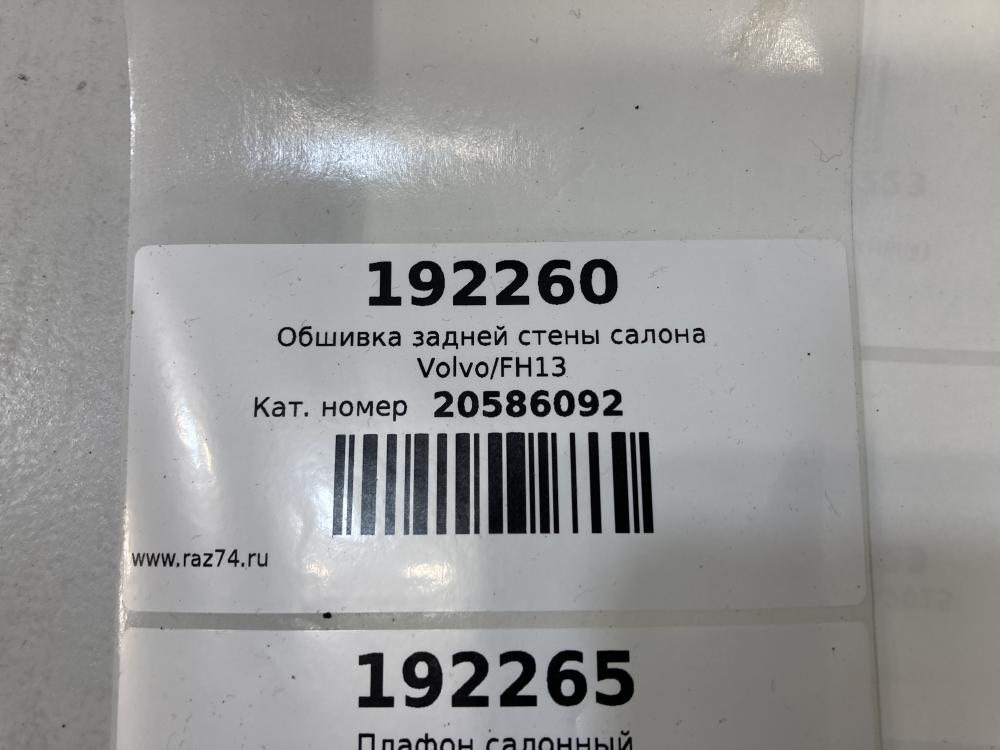 192260
Обшивка задней стены салона
Volvo/FH13
Кат. номер 20586092
www.raz74.ru
192265
Плафон салонный